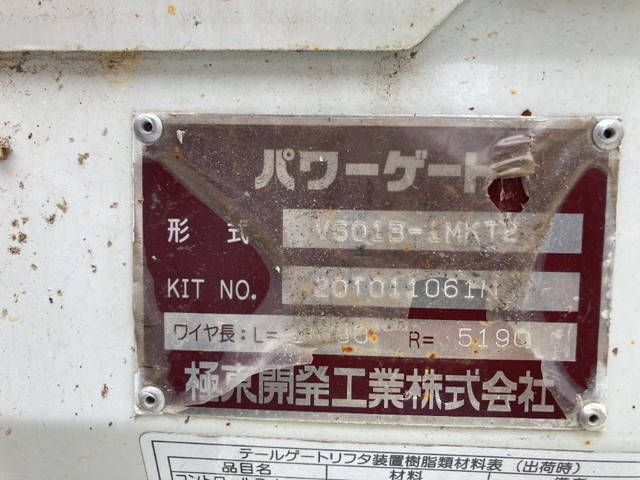 パワーゲート
形 式 VS01B-1MKT2
KIT NO. 20T011061H
ワイヤ長:L= R= 5190
極東開発工業株式会社
テールゲートリフタ装置樹脂類材料表(出荷時)
品目名 材料